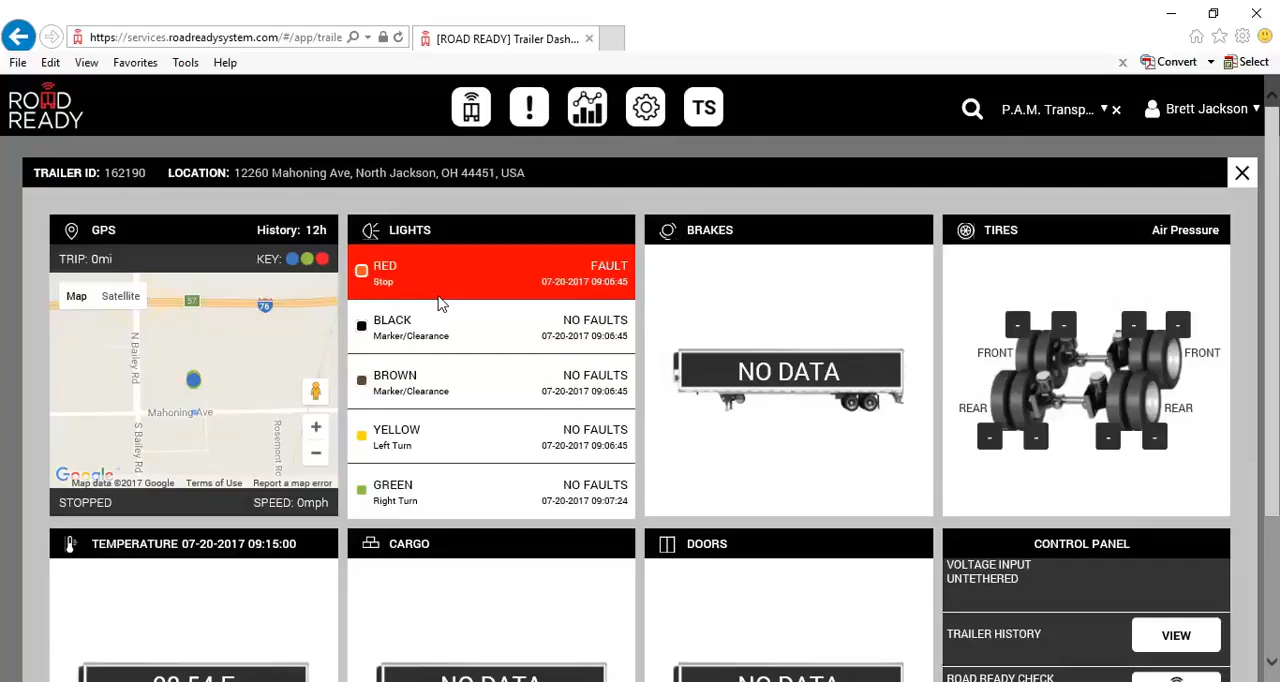 https://services.roadreadysystem.com/#/app/traile
[ROAD READY] Trailer Dash...
File Edit View Favorites Tools Help
Convert Select
ROAD READY
TS
P.A.M. Transp...
Brett Jackson
TRAILER ID: 162190 LOCATION: 12260 Mahoning Ave, North Jackson, OH 44451, USA
GPS History: 12h
TRIP: 0mi KEY:
Map Satellite
57
76
N Bailey Rd
Mahoning Ave
S Bailey Rd
Rosemont Rd
Google
Map data ©2017 Google Terms of Use Report a map error
STOPPED SPEED: 0mph
LIGHTS
RED FAULT
Stop 07-20-2017 09:06:45
BLACK NO FAULTS
Marker/Clearance 07-20-2017 09:06:45
BROWN NO FAULTS
Marker/Clearance 07-20-2017 09:06:45
YELLOW NO FAULTS
Left Turn 07-20-2017 09:06:45
GREEN NO FAULTS
Right Turn 07-20-2017 09:07:24
BRAKES
NO DATA
TIRES Air Pressure
- - - -
FRONT FRONT
REAR REAR
- - - -
TEMPERATURE 07-20-2017 09:15:00
CARGO
NO DATA
DOORS
NO DATA
CONTROL PANEL
VOLTAGE INPUT
UNTETHERED
TRAILER HISTORY VIEW
ROAD READY CHECK